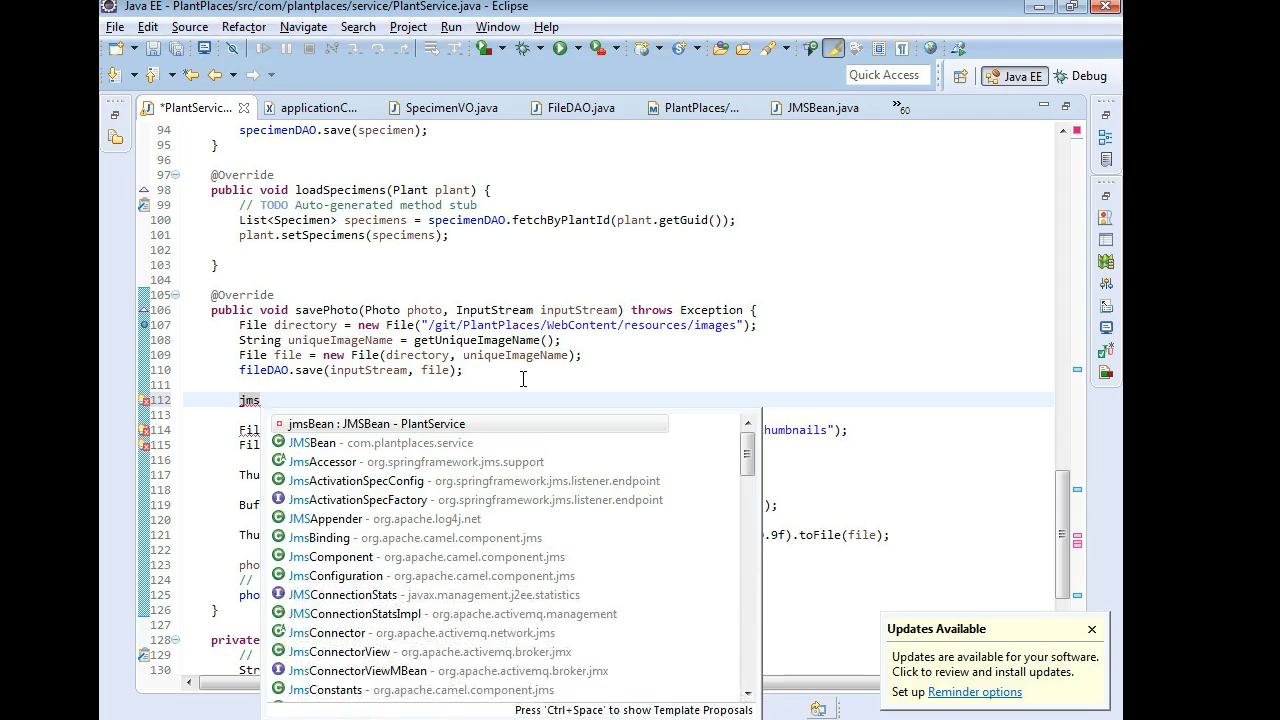 Java EE - PlantPlaces/src/com/plantplaces/service/PlantService.java - Eclipse
File Edit Source Refactor Navigate Search Project Run Window Help
Quick Access Java EE Debug
*PlantServic... applicationC... SpecimenVO.java FileDAO.java PlantPlaces/... JMSBean.java »60
94 specimenDAO.save(specimen);
95 }
96
97 @Override
98 public void loadSpecimens(Plant plant) {
99 // TODO Auto-generated method stub
100 List<Specimen> specimens = specimenDAO.fetchByPlantId(plant.getGuid());
101 plant.setSpecimens(specimens);
102
103 }
104
105 @Override
106 public void savePhoto(Photo photo, InputStream inputStream) throws Exception {
107 File directory = new File("/git/PlantPlaces/WebContent/resources/images");
108 String uniqueImageName = getUniqueImageName();
109 File file = new File(directory, uniqueImageName);
110 fileDAO.save(inputStream, file);
111
112 jms
113
114 Fil humbnails");
115 Fil
116
117 Thu
118
119 Buf );
120
121 Thu .9f).toFile(file);
122
123 pho
124 //
125 pho
126 }
127
128 private
129 //
130 St
jmsBean : JMSBean - PlantService
JMSBean - com.plantplaces.service
JmsAccessor - org.springframework.jms.support
JmsActivationSpecConfig - org.springframework.jms.listener.endpoint
JmsActivationSpecFactory - org.springframework.jms.listener.endpoint
JMSAppender - org.apache.log4j.net
JmsBinding - org.apache.camel.component.jms
JmsComponent - org.apache.camel.component.jms
JmsConfiguration - org.apache.camel.component.jms
JMSConnectionStats - javax.management.j2ee.statistics
JMSConnectionStatsImpl - org.apache.activemq.management
JmsConnector - org.apache.activemq.network.jms
JmsConnectorView - org.apache.activemq.broker.jmx
JmsConnectorViewMBean - org.apache.activemq.broker.jmx
JmsConstants - org.apache.camel.component.jms
Press 'Ctrl+Space' to show Template Proposals
Updates Available
Updates are available for your software.
Click to review and install updates.
Set up Reminder options